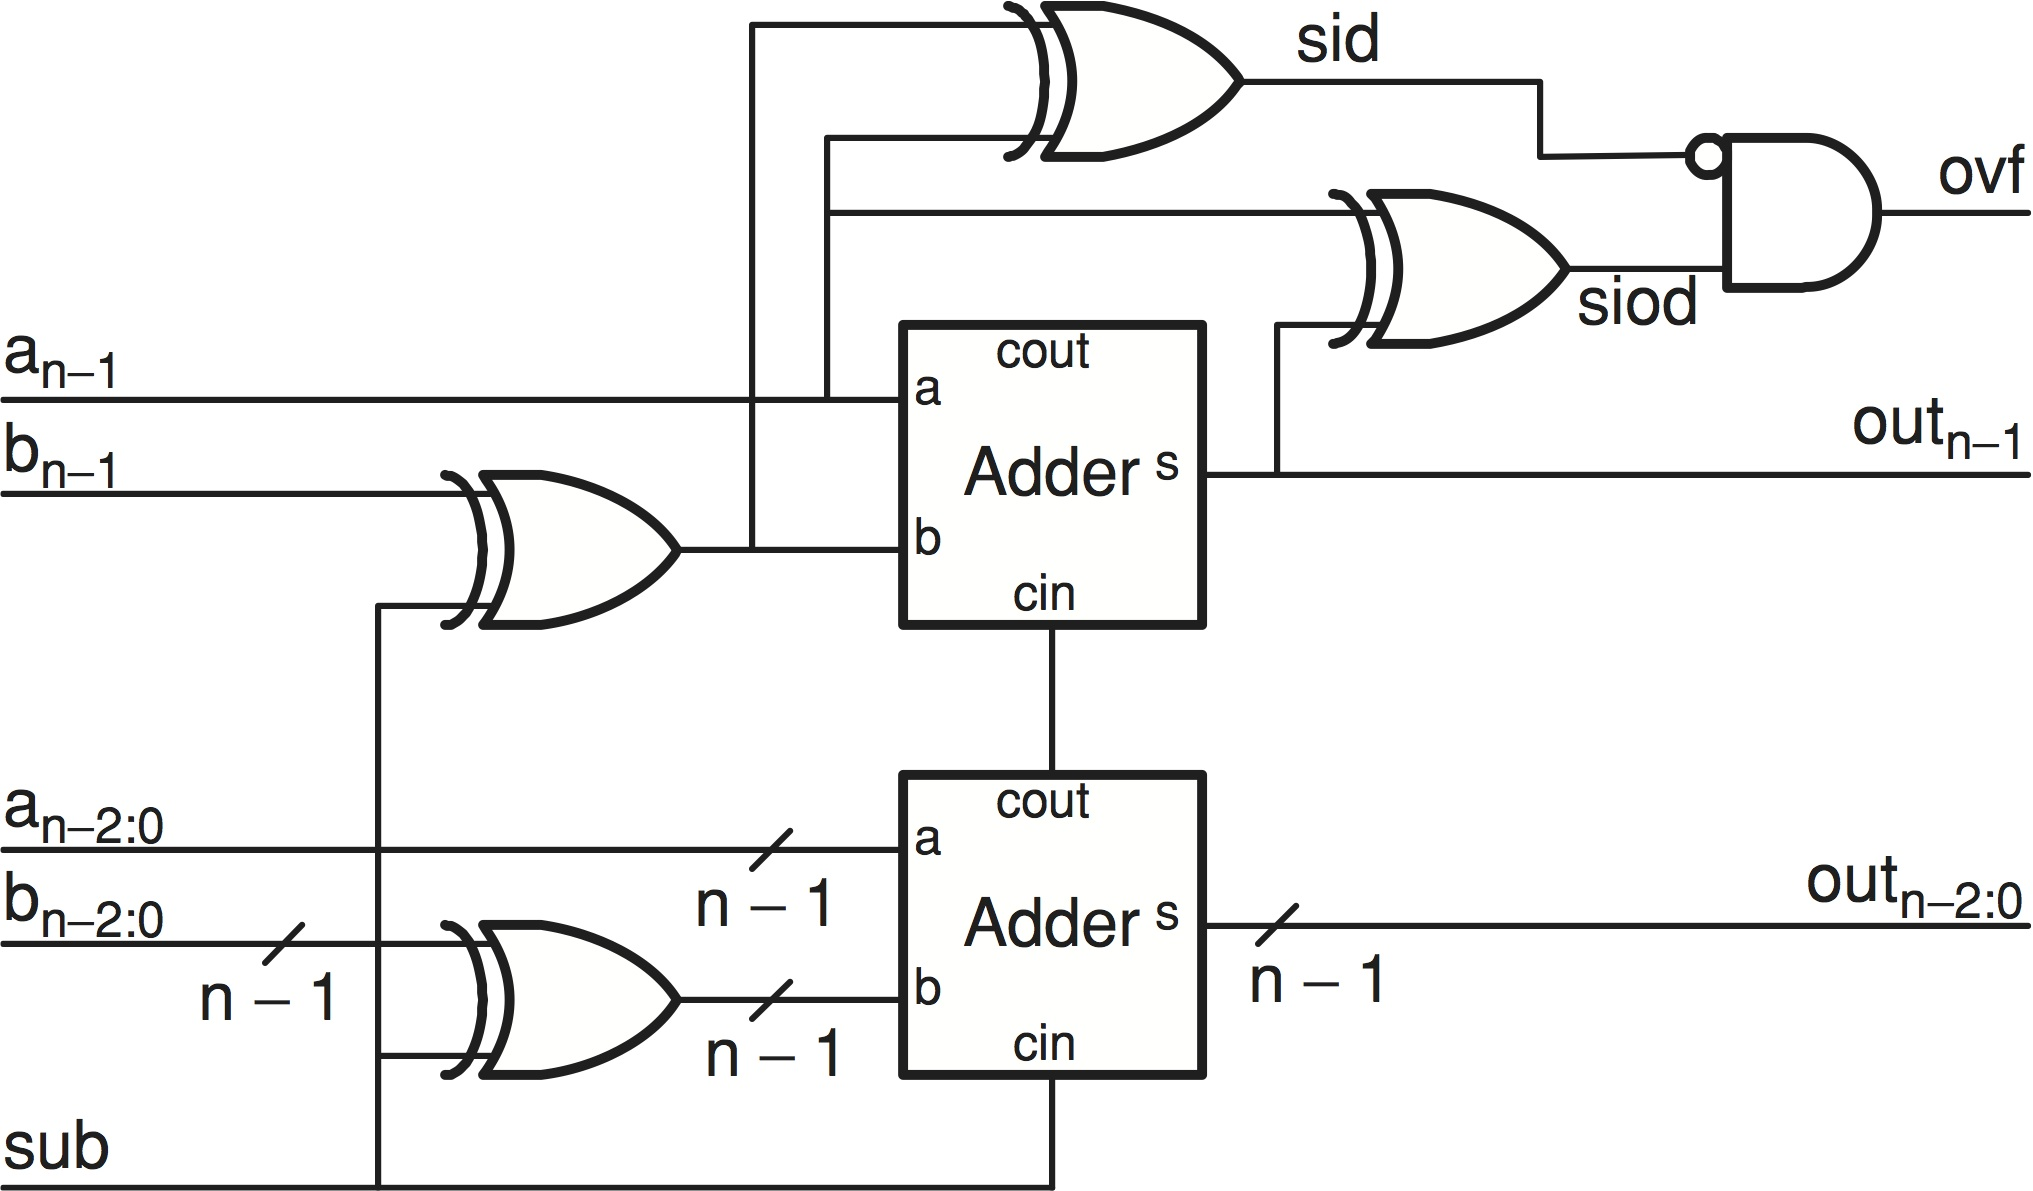 sid
ovf
siod
a_{n–1}
cout
a
b_{n–1}
Adder s
out_{n–1}
b
cin
a_{n–2:0}
cout
a
n – 1
b_{n–2:0}
Adder s
out_{n–2:0}
n – 1
n – 1
b
n – 1
cin
sub